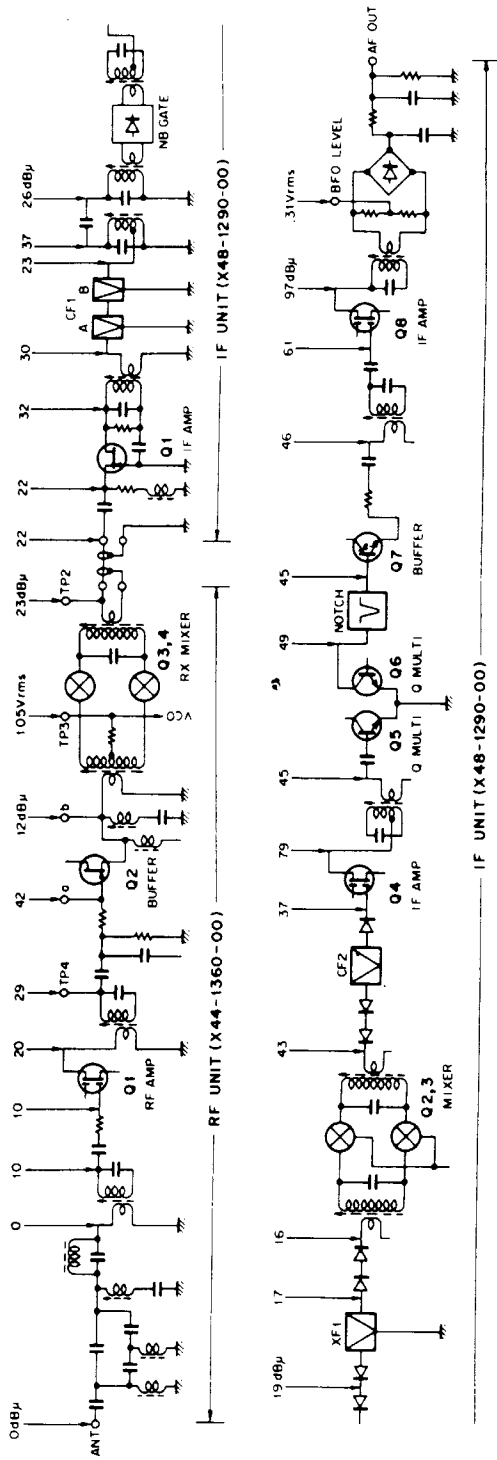 0dBμ
0
10
10
20
29
42
12dBμ
105Vrms
23dBμ
22
22
32
30
23
37
26dBμ
TP4
a
b
TP3
TP2
ANT
VCO
CF1
A
B
NB GATE
Q1
RF AMP
Q2
BUFFER
Q3,4
RX MIXER
Q1
IF AMP
RF UNIT (X44-1360-00)
IF UNIT (X48-1290-00)
19dBμ
17
16
43
37
79
45
49
45
46
61
97dBμ
.31Vrms
BFO LEVEL
AF OUT
XF1
CF2
NOTCH
Q2,3
MIXER
Q4
IF AMP
Q5
Q MULTI
Q6
Q MULTI
Q7
BUFFER
Q8
IF AMP
IF UNIT (X48-1290-00)